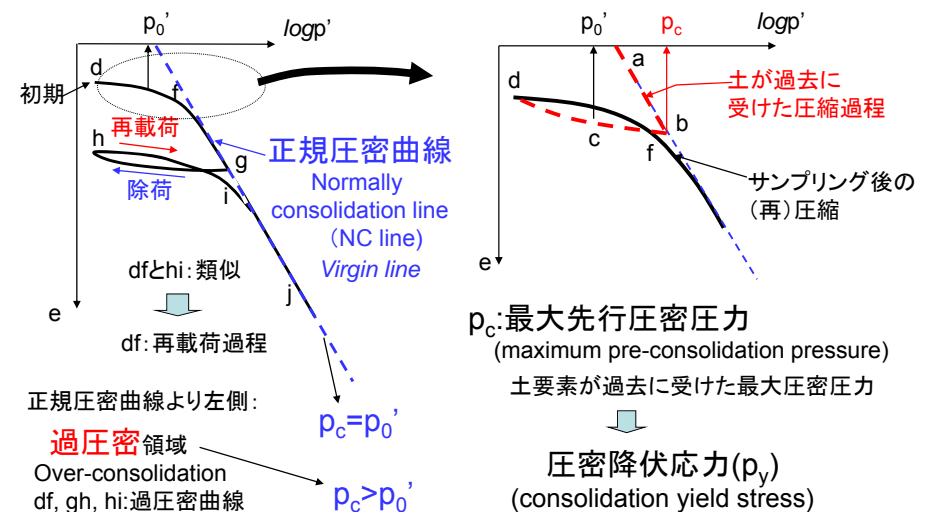 p₀'
logp'
d
f
初期
再載荷
h
g
除荷
i
正規圧密曲線
Normally
consolidation line
（NC line）
Virgin line
dfとhi：類似
j
e
df：再載荷過程
正規圧密曲線より左側：
過圧密領域
Over-consolidation
df, gh, hi：過圧密曲線
p_c=p₀'
p_c>p₀'
p₀'
p_c
logp'
a
土が過去に
受けた圧縮過程
d
b
c
f
サンプリング後の
（再）圧縮
e
p_c:最大先行圧密圧力
(maximum pre-consolidation pressure)
土要素が過去に受けた最大圧密圧力
圧密降伏応力(p_y)
(consolidation yield stress)